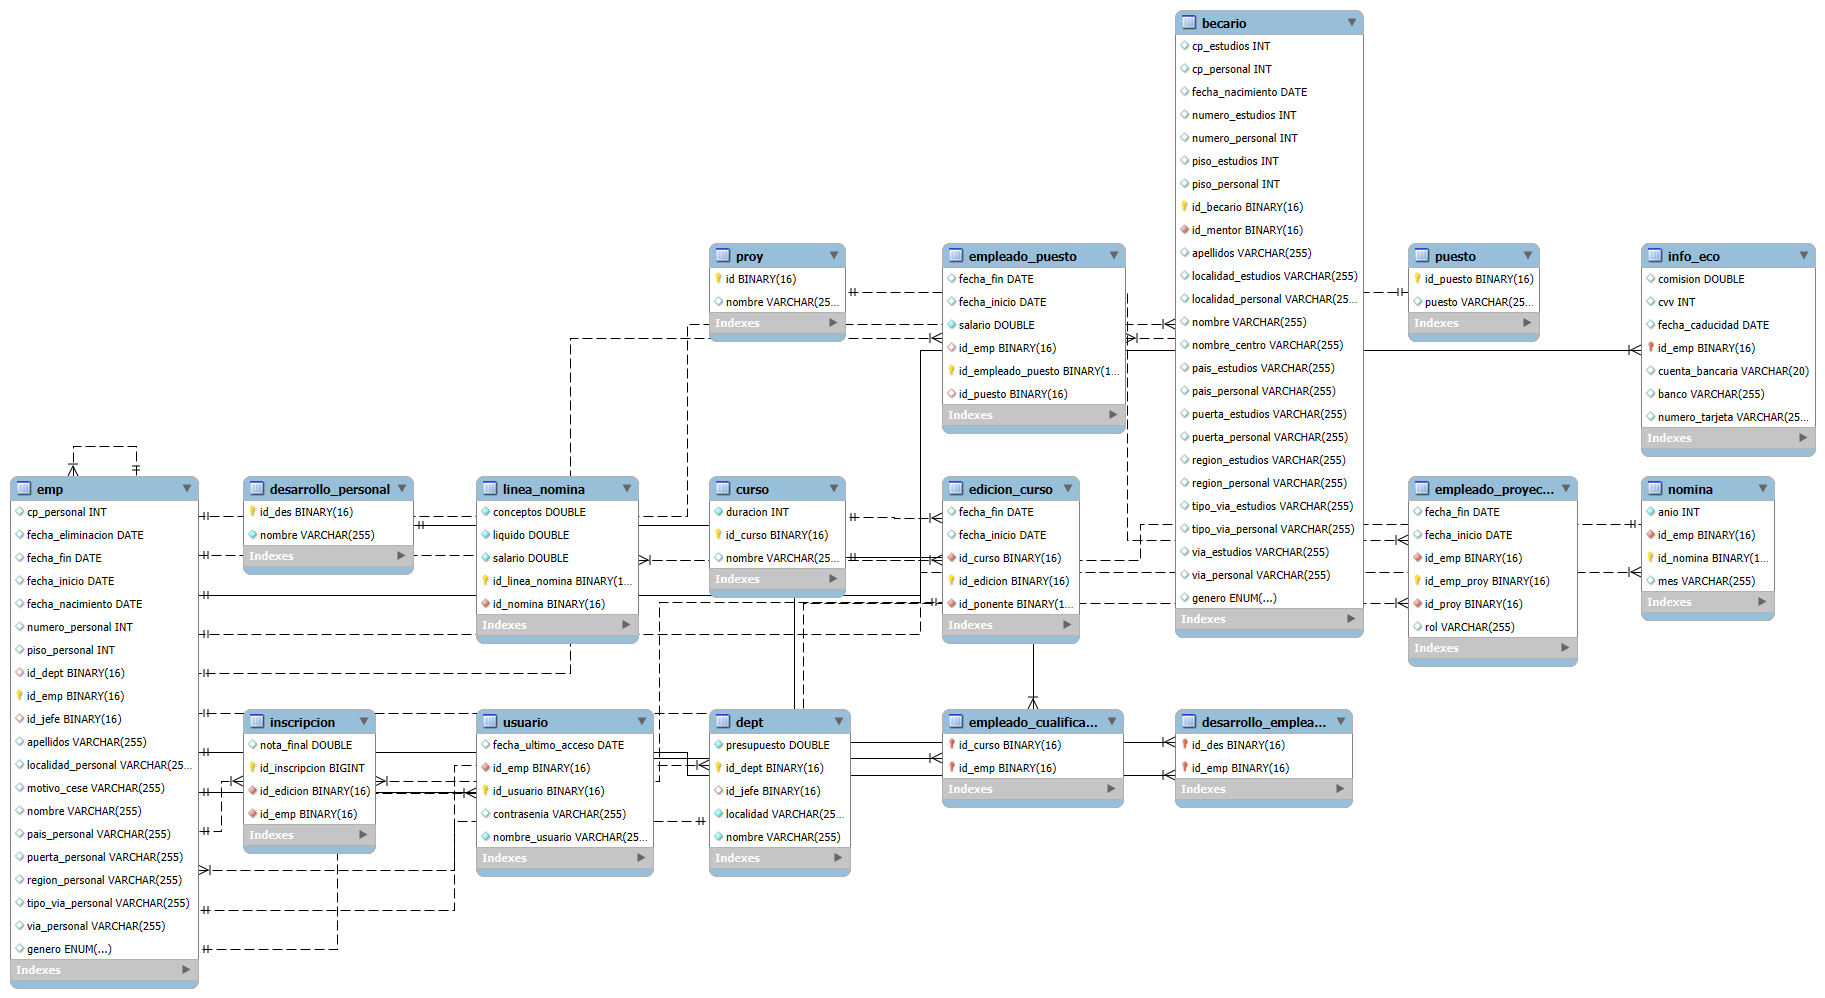 becario
cp_estudios INT
cp_personal INT
fecha_nacimiento DATE
numero_estudios INT
numero_personal INT
piso_estudios INT
piso_personal INT
id_becario BINARY(16)
id_mentor BINARY(16)
apellidos VARCHAR(255)
localidad_estudios VARCHAR(255)
localidad_personal VARCHAR(25...
nombre VARCHAR(255)
nombre_centro VARCHAR(255)
pais_estudios VARCHAR(255)
pais_personal VARCHAR(255)
puerta_estudios VARCHAR(255)
puerta_personal VARCHAR(255)
region_estudios VARCHAR(255)
region_personal VARCHAR(255)
tipo_via_estudios VARCHAR(255)
tipo_via_personal VARCHAR(255)
via_estudios VARCHAR(255)
via_personal VARCHAR(255)
genero ENUM(...)
Indexes
proy
id BINARY(16)
nombre VARCHAR(25...
Indexes
empleado_puesto
fecha_fin DATE
fecha_inicio DATE
salario DOUBLE
id_emp BINARY(16)
id_empleado_puesto BINARY(1...
id_puesto BINARY(16)
Indexes
puesto
id_puesto BINARY(16)
puesto VARCHAR(25...
Indexes
info_eco
comision DOUBLE
cvv INT
fecha_caducidad DATE
id_emp BINARY(16)
cuenta_bancaria VARCHAR(20)
banco VARCHAR(255)
numero_tarjeta VARCHAR(25...
Indexes
emp
cp_personal INT
fecha_eliminacion DATE
fecha_fin DATE
fecha_inicio DATE
fecha_nacimiento DATE
numero_personal INT
piso_personal INT
id_dept BINARY(16)
id_emp BINARY(16)
id_jefe BINARY(16)
apellidos VARCHAR(255)
localidad_personal VARCHAR(25...
motivo_cese VARCHAR(255)
nombre VARCHAR(255)
pais_personal VARCHAR(255)
puerta_personal VARCHAR(255)
region_personal VARCHAR(255)
tipo_via_personal VARCHAR(255)
via_personal VARCHAR(255)
genero ENUM(...)
Indexes
desarrollo_personal
id_des BINARY(16)
nombre VARCHAR(255)
Indexes
linea_nomina
conceptos DOUBLE
liquido DOUBLE
salario DOUBLE
id_linea_nomina BINARY(1...
id_nomina BINARY(16)
Indexes
curso
duracion INT
id_curso BINARY(16)
nombre VARCHAR(25...
Indexes
edicion_curso
fecha_fin DATE
fecha_inicio DATE
id_curso BINARY(16)
id_edicion BINARY(16)
id_ponente BINARY(1...
Indexes
empleado_proyec...
fecha_fin DATE
fecha_inicio DATE
id_emp BINARY(16)
id_emp_proy BINARY(16)
id_proy BINARY(16)
rol VARCHAR(255)
Indexes
nomina
anio INT
id_emp BINARY(16)
id_nomina BINARY(1...
mes VARCHAR(255)
Indexes
inscripcion
nota_final DOUBLE
id_inscripcion BIGINT
id_edicion BINARY(16)
id_emp BINARY(16)
Indexes
usuario
fecha_ultimo_acceso DATE
id_emp BINARY(16)
id_usuario BINARY(16)
contrasenia VARCHAR(255)
nombre_usuario VARCHAR(25...
Indexes
dept
presupuesto DOUBLE
id_dept BINARY(16)
id_jefe BINARY(16)
localidad VARCHAR(25...
nombre VARCHAR(255)
Indexes
empleado_cualifica...
id_curso BINARY(16)
id_emp BINARY(16)
Indexes
desarrollo_emplea...
id_des BINARY(16)
id_emp BINARY(16)
Indexes